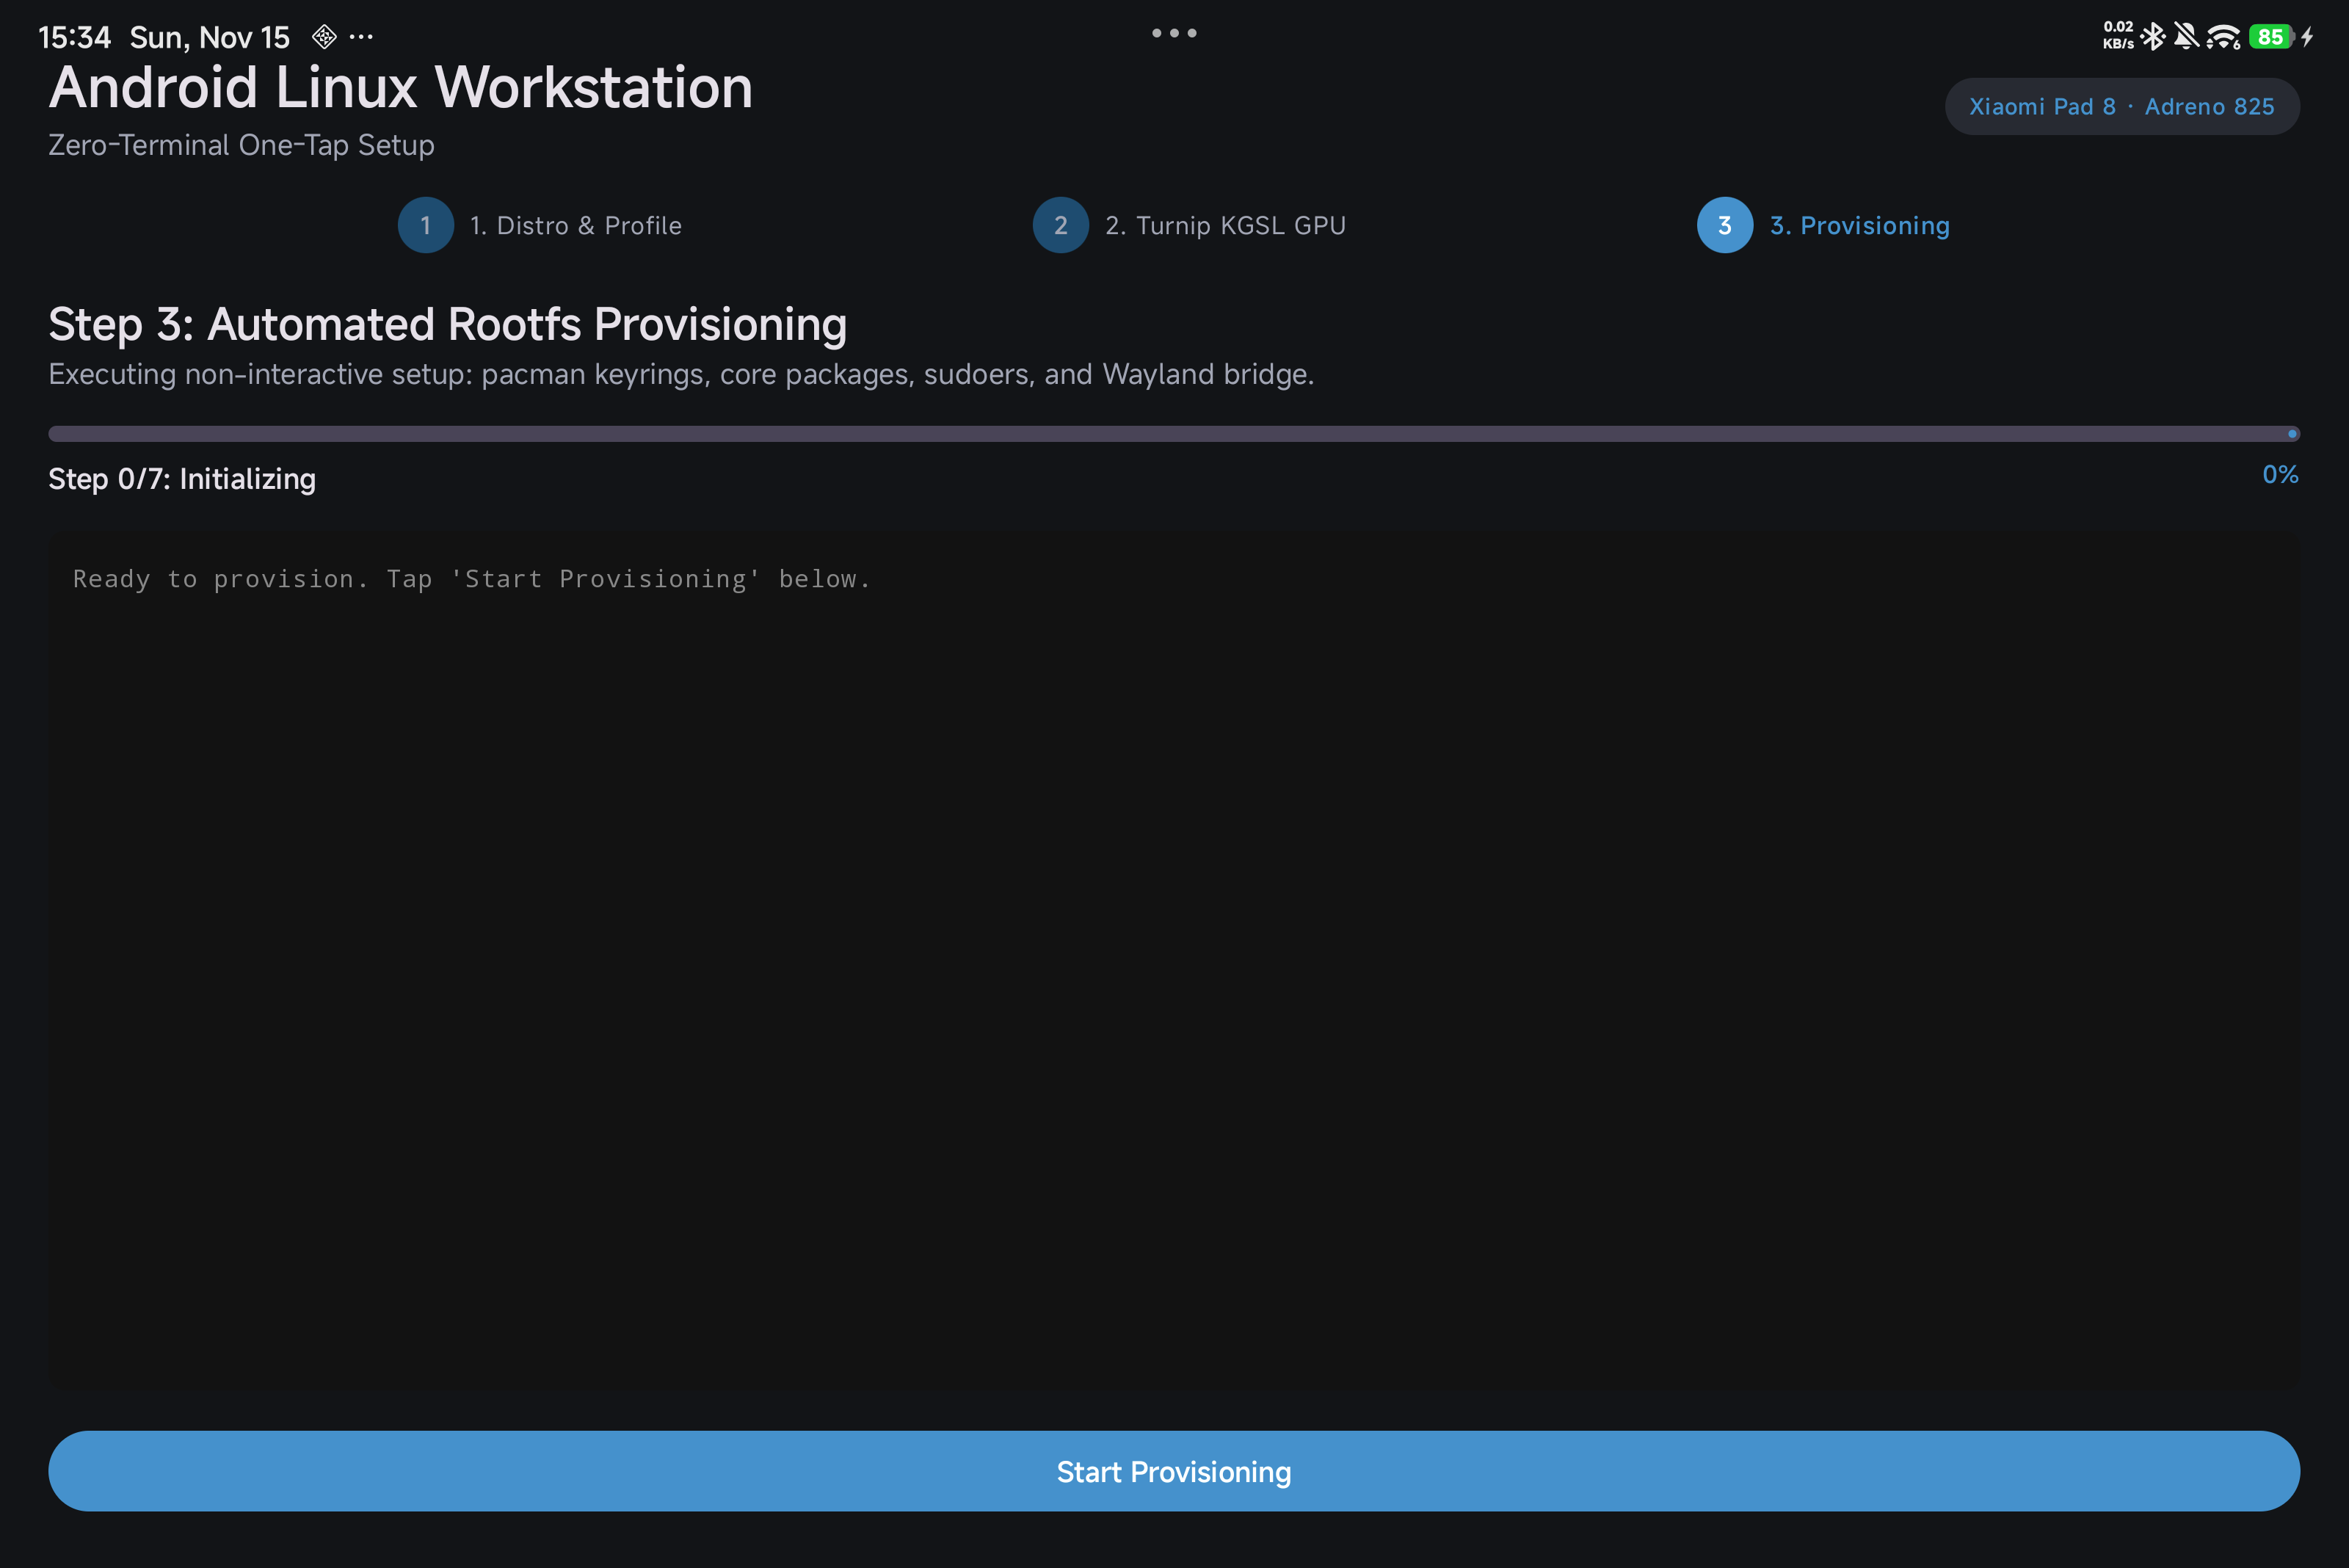 15:34 Sun, Nov 15 ...
0.02 KB/s 6 85
Android Linux Workstation
Xiaomi Pad 8 · Adreno 825
Zero-Terminal One-Tap Setup
1 1. Distro & Profile 2 2. Turnip KGSL GPU 3 3. Provisioning
Step 3: Automated Rootfs Provisioning
Executing non-interactive setup: pacman keyrings, core packages, sudoers, and Wayland bridge.
Step 0/7: Initializing 0%
Ready to provision. Tap 'Start Provisioning' below.
Start Provisioning